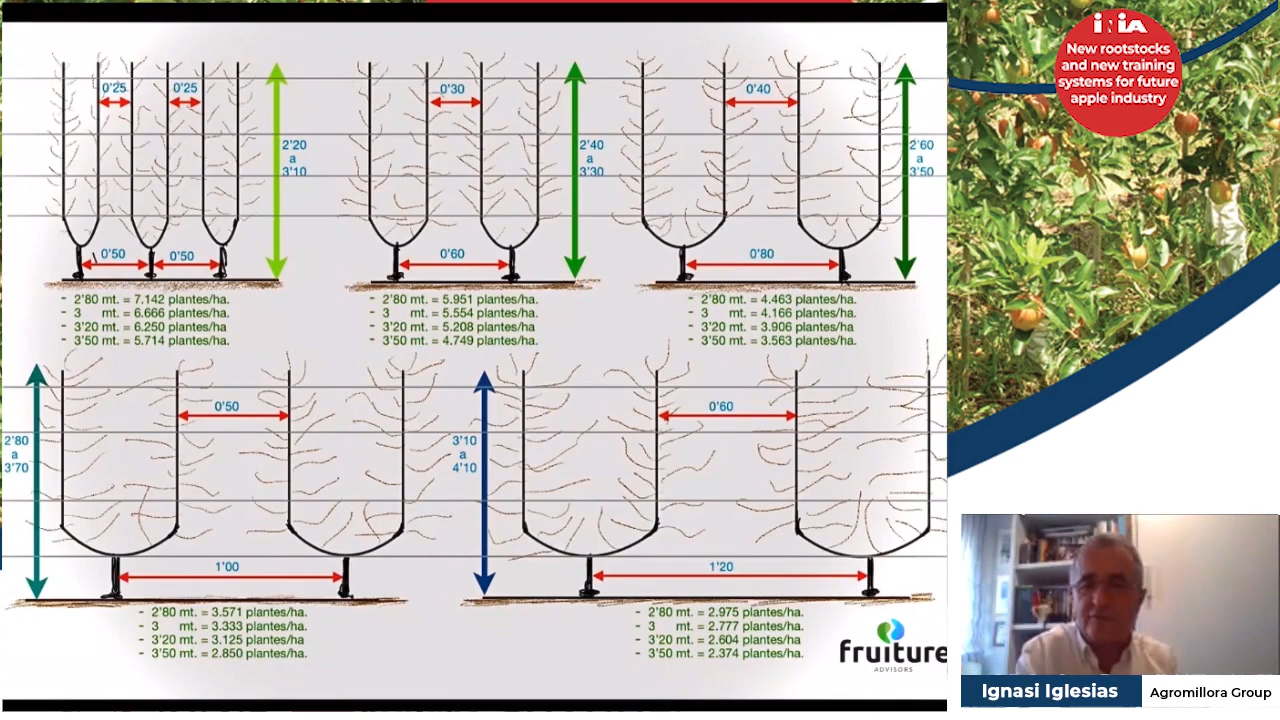 iNiA
New rootstocks
and new training
systems for future
apple industry
0'25
0'25
2'20
a
3'10
0'50
0'50
- 2'80 mt. = 7.142 plantes/ha.
- 3 mt. = 6.666 plantes/ha.
- 3'20 mt. = 6.250 plantes/ha
- 3'50 mt. = 5.714 plantes/ha.
0'30
2'40
a
3'30
0'60
- 2'80 mt. = 5.951 plantes/ha.
- 3 mt. = 5.554 plantes/ha.
- 3'20 mt. = 5.208 plantes/ha
- 3'50 mt. = 4.749 plantes/ha.
0'40
2'60
a
3'50
0'80
- 2'80 mt. = 4.463 plantes/ha.
- 3 mt. = 4.166 plantes/ha.
- 3'20 mt. = 3.906 plantes/ha
- 3'50 mt. = 3.563 plantes/ha.
2'80
a
3'70
0'50
1'00
- 2'80 mt. = 3.571 plantes/ha.
- 3 mt. = 3.333 plantes/ha.
- 3'20 mt. = 3.125 plantes/ha
- 3'50 mt. = 2.850 plantes/ha.
3'10
a
4'10
0'60
1'20
- 2'80 mt. = 2.975 plantes/ha.
- 3 mt. = 2.777 plantes/ha.
- 3'20 mt. = 2.604 plantes/ha
- 3'50 mt. = 2.374 plantes/ha.
fruiture
ADVISORS
Ignasi Iglesias
Agromillora Group